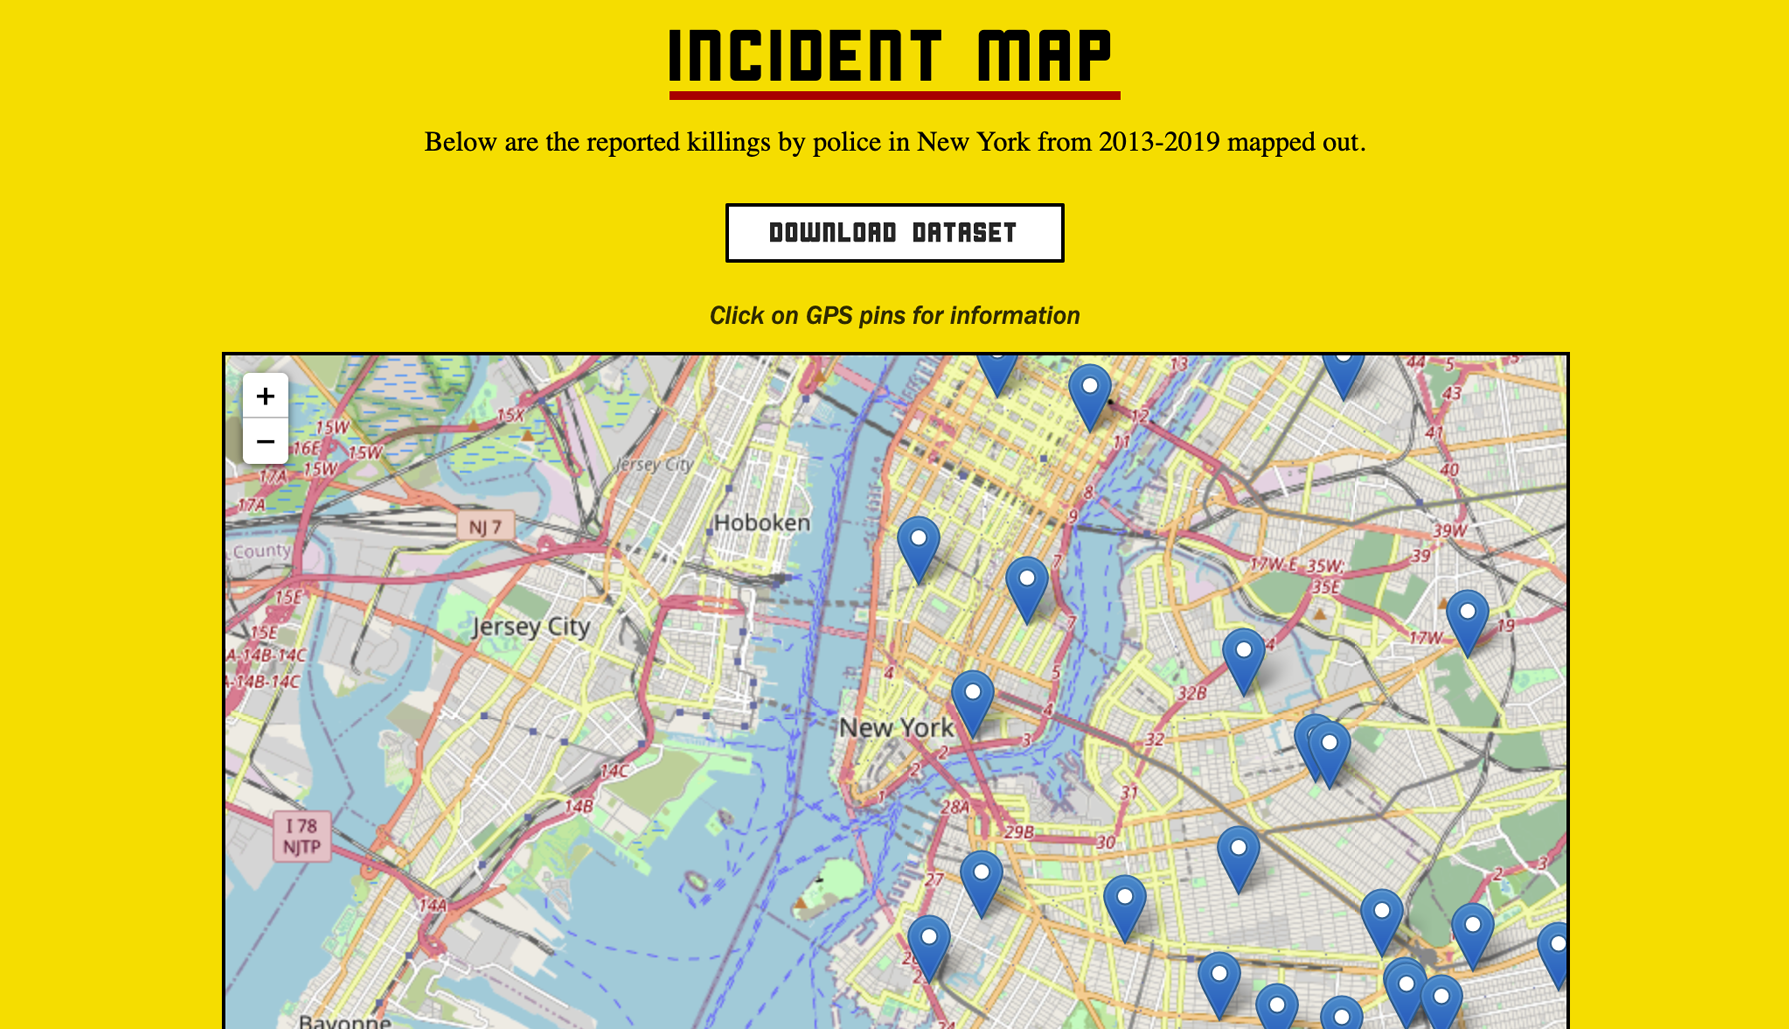 INCIDENT MAP
Below are the reported killings by police in New York from 2013-2019 mapped out.
DOWNLOAD DATASET
Click on GPS pins for information
+
−
13
44
5
43
12
15X
15W
41
11
16E
15W
15W
Jersey City
40
17A
17A
8
Hoboken
9
NJ 7
39W
County
7
17W-E
35W;
39
35E
15E
Jersey City
7
19
15E
17W
4
A-14B-14C
4
5
A-14B-14C
32B
4
New York
3
32
2
2
14C
31
1
14B
28A
I 78
NJTP
29B
30
3
27
2
14A
Bayonne